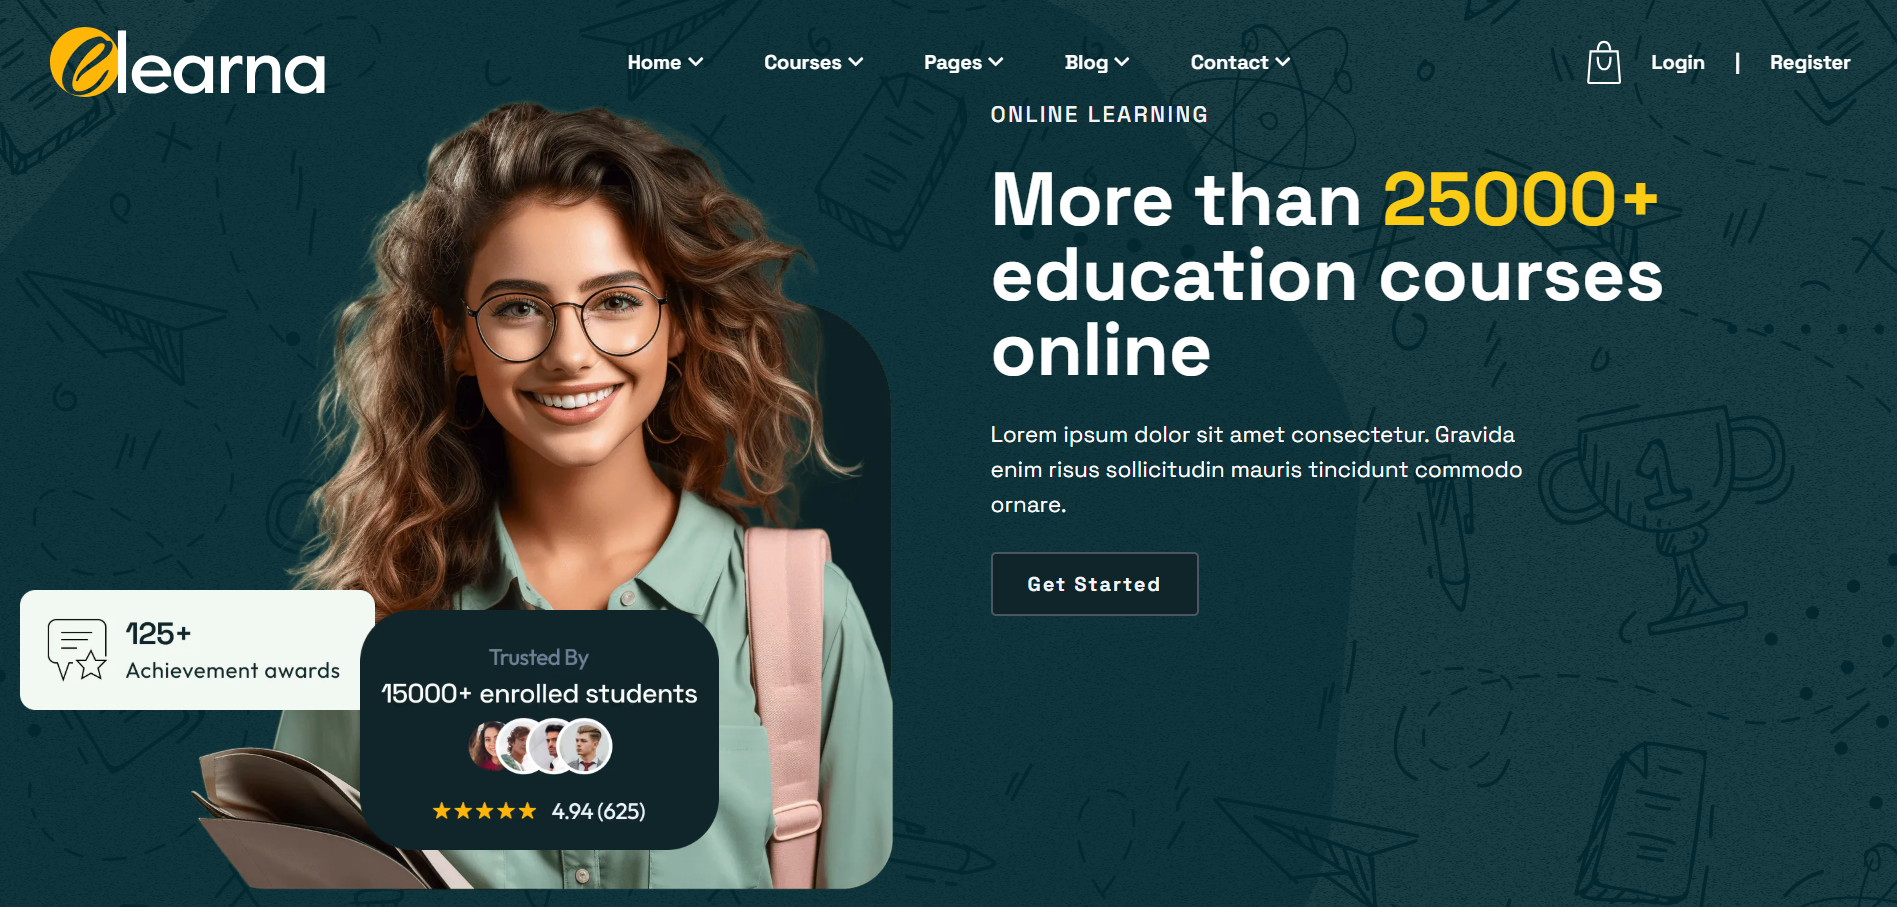 elearna
Home
Courses
Pages
Blog
Contact
Login | Register
ONLINE LEARNING
More than 25000+
education courses
online
Lorem ipsum dolor sit amet consectetur. Gravida
enim risus sollicitudin mauris tincidunt commodo
ornare.
Get Started
125+
Achievement awards
Trusted By
15000+ enrolled students
4.94 (625)
1